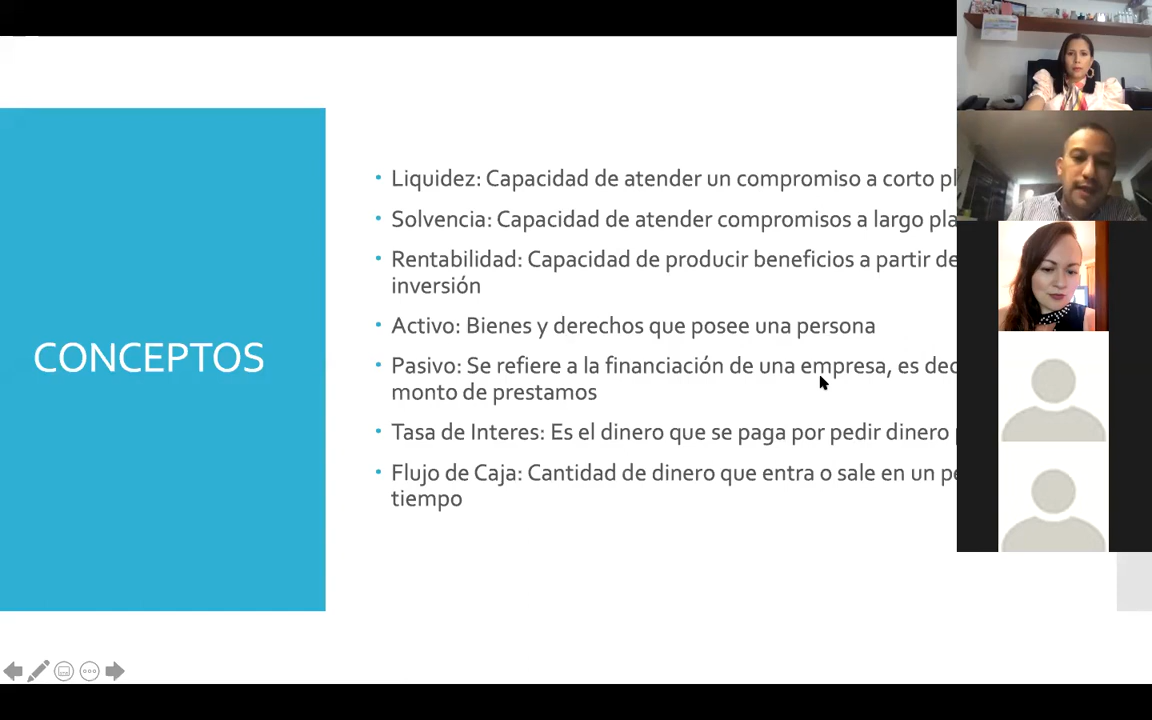 CONCEPTOS
• Liquidez: Capacidad de atender un compromiso a corto
• Solvencia: Capacidad de atender compromisos a largo
• Rentabilidad: Capacidad de producir beneficios a partir
inversión
• Activo: Bienes y derechos que posee una persona
• Pasivo: Se refiere a la financiación de una empresa, es
monto de prestamos
• Tasa de Interes: Es el dinero que se paga por pedir dinero
• Flujo de Caja: Cantidad de dinero que entra o sale en un
tiempo